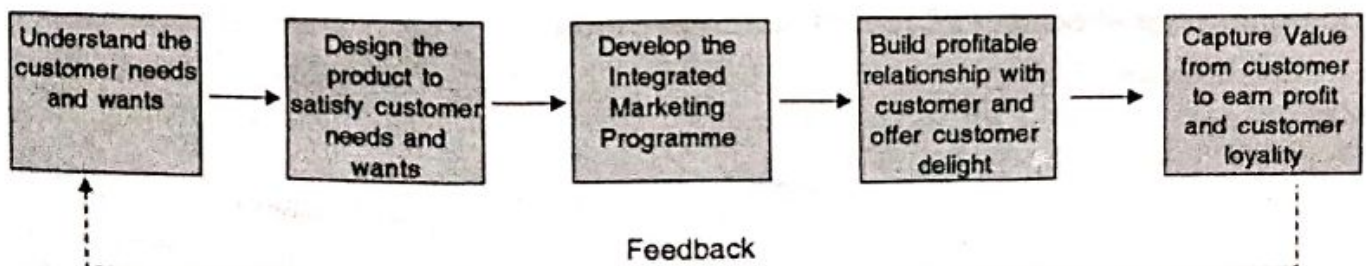 Understand the
customer needs
and wants
Design the
product to
satisfy customer
needs and
wants
Develop the
Integrated
Marketing
Programme
Build profitable
relationship with
customer and
offer customer
delight
Capture Value
from customer
to earn profit
and customer
loyality
Feedback